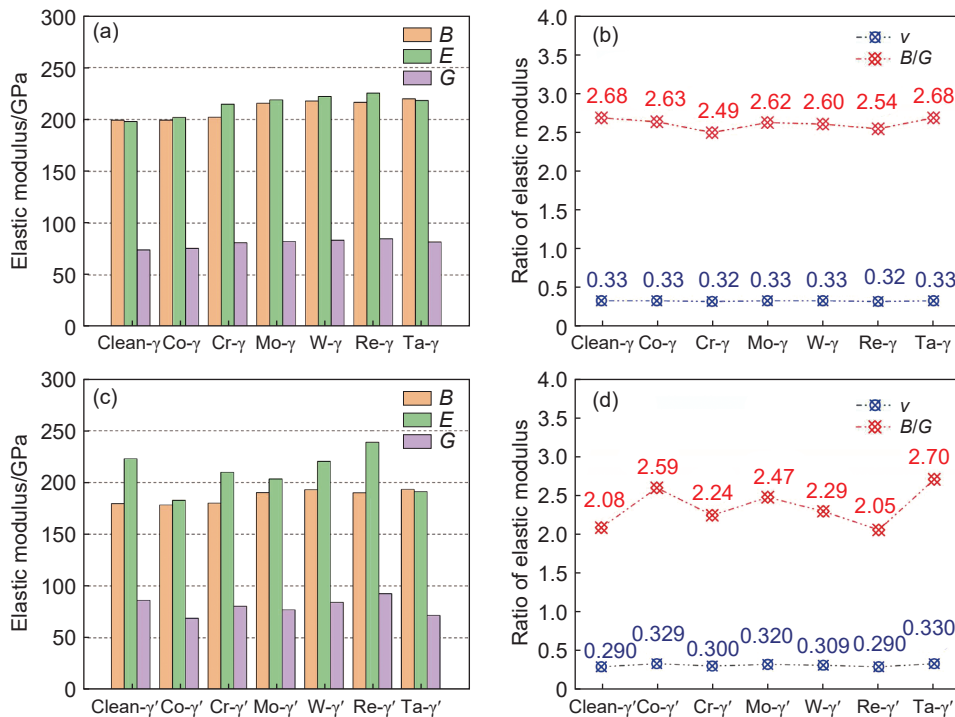 (a)
B
E
G
Elastic modulus/GPa
300
250
200
150
100
50
0
Clean-γ Co-γ Cr-γ Mo-γ W-γ Re-γ Ta-γ
(b)
ν
B/G
Ratio of elastic modulus
4.0
3.5
3.0
2.5
2.0
1.5
1.0
0.5
0
2.68 2.63 2.49 2.62 2.60 2.54 2.68
0.33 0.33 0.32 0.33 0.33 0.32 0.33
Clean-γ Co-γ Cr-γ Mo-γ W-γ Re-γ Ta-γ
(c)
B
E
G
Elastic modulus/GPa
300
250
200
150
100
50
0
Clean-γ′ Co-γ′ Cr-γ′ Mo-γ′ W-γ′ Re-γ′ Ta-γ′
(d)
ν
B/G
Ratio of elastic modulus
4.0
3.5
3.0
2.5
2.0
1.5
1.0
0.5
0
2.08 2.59 2.24 2.47 2.29 2.05 2.70
0.290 0.329 0.300 0.320 0.309 0.290 0.330
Clean-γ′ Co-γ′ Cr-γ′ Mo-γ′ W-γ′ Re-γ′ Ta-γ′